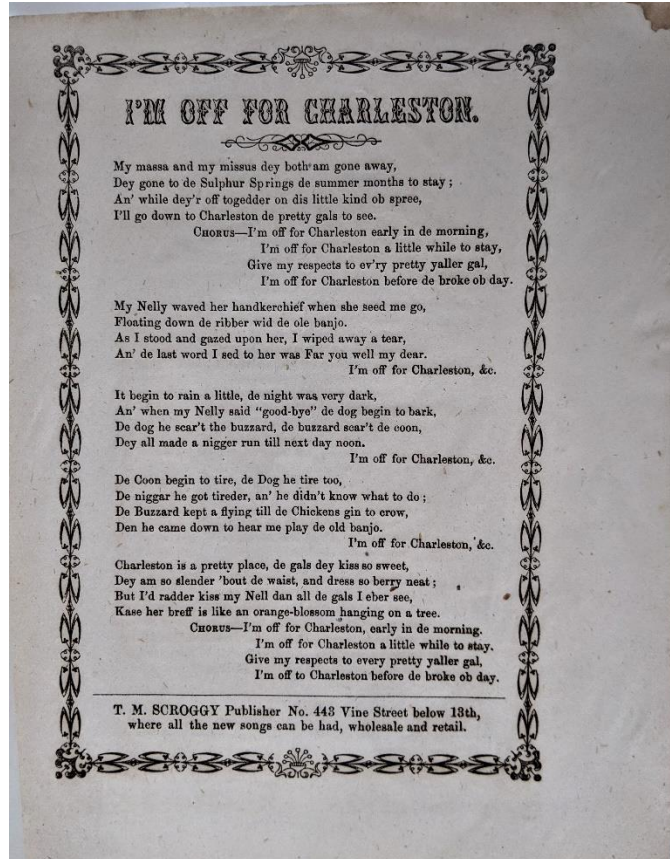 I'M OFF FOR CHARLESTON.
My massa and my missus dey both am gone away,
Dey gone to de Sulphur Springs de summer months to stay ;
An' while dey'r off togedder on dis little kind ob spree,
I'll go down to Charleston de pretty gals to see.
CHORUS—I'm off for Charleston early in de morning,
I'm off for Charleston a little while to stay,
Give my respects to ev'ry pretty yaller gal,
I'm off for Charleston before de broke ob day.
My Nelly waved her handkerchief when she seed me go,
Floating down de ribber wid de ole banjo.
As I stood and gazed upon her, I wiped away a tear,
An' de last word I sed to her was Far you well my dear.
I'm off for Charleston, &c.
It begin to rain a little, de night was very dark,
An' when my Nelly said "good-bye" de dog begin to bark,
De dog he scar't the buzzard, de buzzard scar't de coon,
Dey all made a nigger run till next day noon.
I'm off for Charleston, &c.
De Coon begin to tire, de Dog he tire too,
De niggar he got tireder, an' he didn't know what to do ;
De Buzzard kept a flying till de Chickens gin to crow,
Den he came down to hear me play de old banjo.
I'm off for Charleston, &c.
Charleston is a pretty place, de gals dey kiss so sweet,
Dey am so slender 'bout de waist, and dress so berry neat ;
But I'd radder kiss my Nell dan all de gals I eber see,
Kase her breff is like an orange-blossom hanging on a tree.
CHORUS—I'm off for Charleston, early in de morning.
I'm off for Charleston a little while to stay.
Give my respects to every pretty yaller gal,
I'm off to Charleston before de broke ob day.
T. M. SCROGGY Publisher No. 443 Vine Street below 13th,
where all the new songs can be had, wholesale and retail.